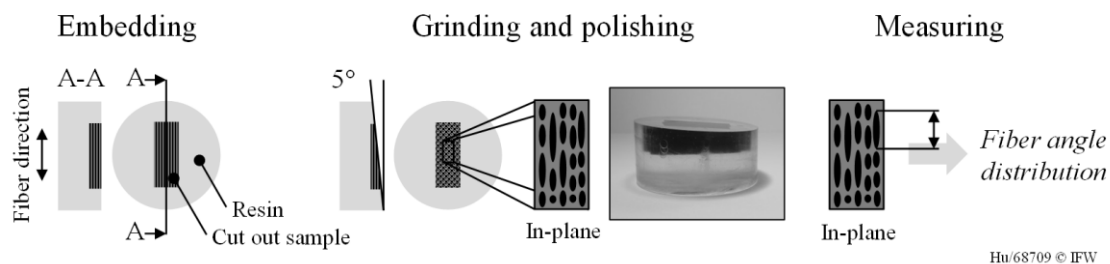 Embedding
Grinding and polishing
Measuring
A-A
A
5°
Fiber direction
Fiber angle
distribution
Resin
A
Cut out sample
In-plane
In-plane
Hu/68709 © IFW